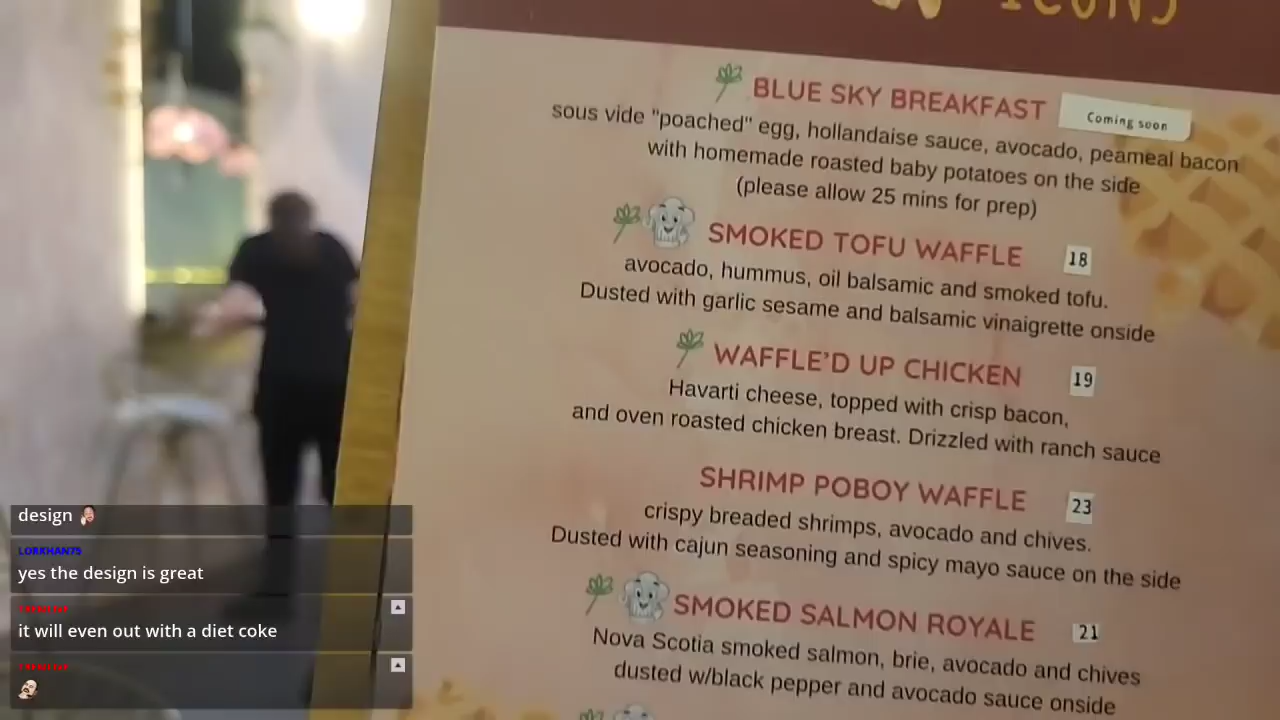 ICONS
BLUE SKY BREAKFAST Coming soon
sous vide "poached" egg, hollandaise sauce, avocado, peameal bacon
with homemade roasted baby potatoes on the side
(please allow 25 mins for prep)
SMOKED TOFU WAFFLE 18
avocado, hummus, oil balsamic and smoked tofu.
Dusted with garlic sesame and balsamic vinaigrette onside
WAFFLE'D UP CHICKEN 19
Havarti cheese, topped with crisp bacon,
and oven roasted chicken breast. Drizzled with ranch sauce
SHRIMP POBOY WAFFLE 23
crispy breaded shrimps, avocado and chives.
Dusted with cajun seasoning and spicy mayo sauce on the side
SMOKED SALMON ROYALE 21
Nova Scotia smoked salmon, brie, avocado and chives
dusted w/black pepper and avocado sauce onside
design
LORKHAN75
yes the design is great
it will even out with a diet coke